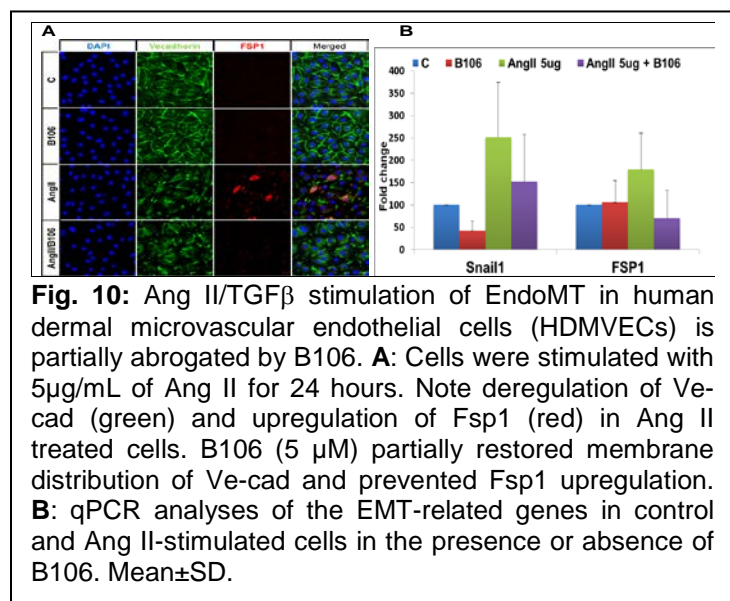 A
DAPI Vecadherin FSP1 Merged
C
B106
AngII
AngII/B106
B
C B106 AngII 5ug AngII 5ug + B106
Fold change
400
350
300
250
200
150
100
50
0
Snail1 FSP1
Fig. 10: Ang II/TGFβ stimulation of EndoMT in human
dermal microvascular endothelial cells (HDMVECs) is
partially abrogated by B106. A: Cells were stimulated with
5µg/mL of Ang II for 24 hours. Note deregulation of Ve-
cad (green) and upregulation of Fsp1 (red) in Ang II
treated cells. B106 (5 µM) partially restored membrane
distribution of Ve-cad and prevented Fsp1 upregulation.
B: qPCR analyses of the EMT-related genes in control
and Ang II-stimulated cells in the presence or absence of
B106. Mean±SD.